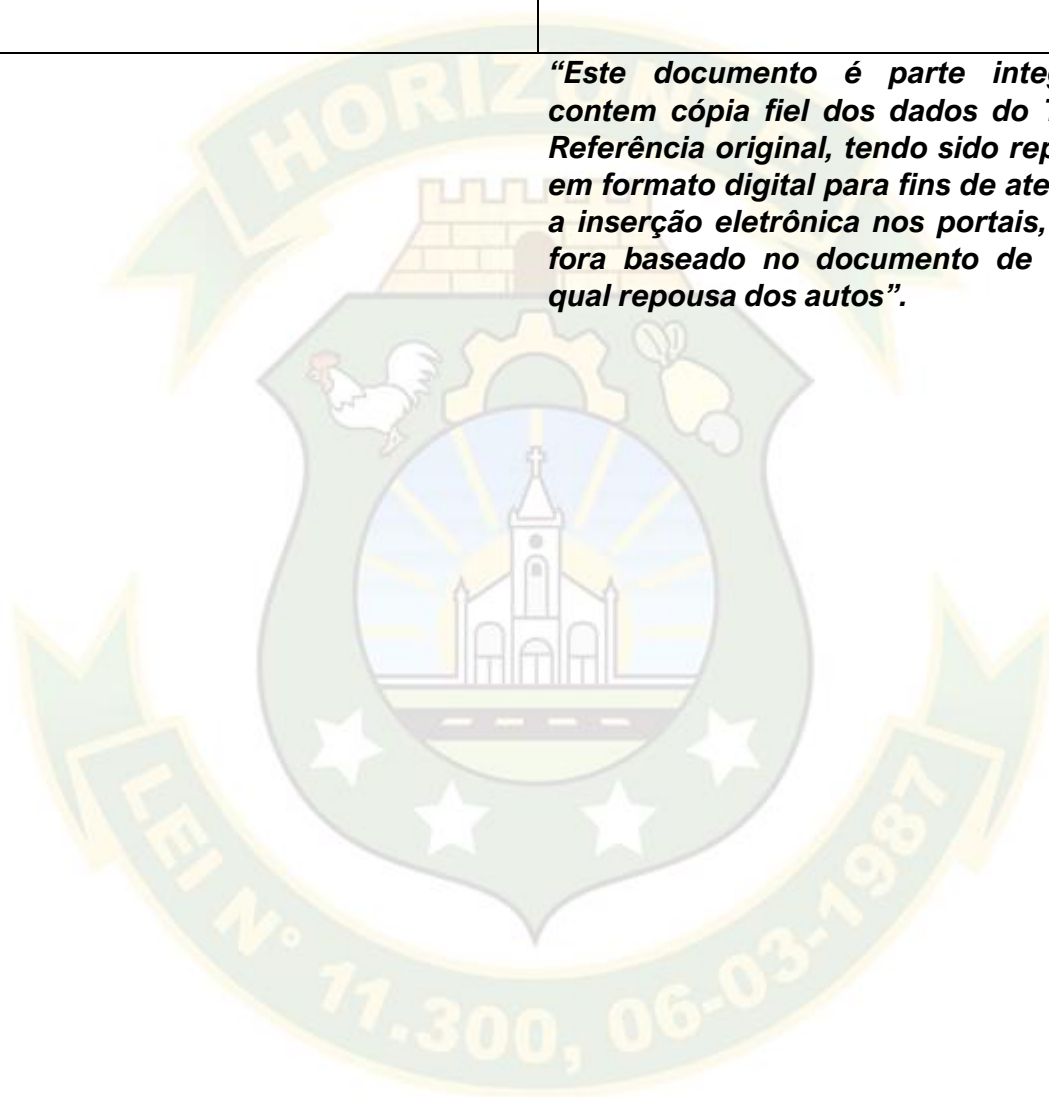 “Este documento é parte
contem cópia fiel dos dados do
Referência original, tendo sido
em formato digital para fins de
a inserção eletrônica nos portais,
fora baseado no documento de
qual repousa dos autos”.
HORIZONTE
LEI N° 11.300, 06-03-1987